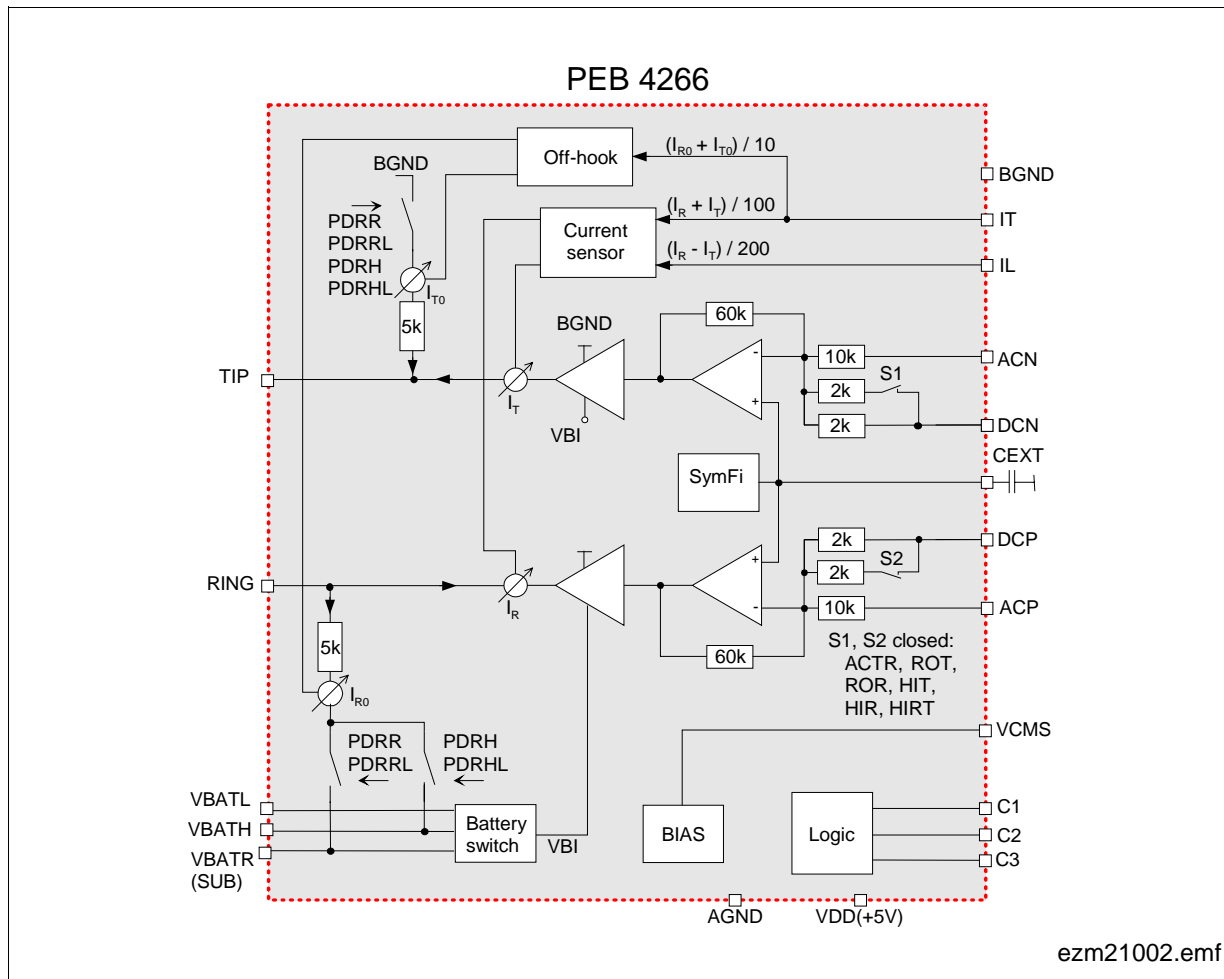 PEB 4266
Off-hook
(IR0 + IT0) / 10
BGND
BGND
PDRR
PDRRL
PDRH
PDRHL
IT0
5k
Current
sensor
(IR + IT) / 100
(IR - IT) / 200
IT
IL
60k
BGND
-
+
10k
ACN
2k
S1
2k
DCN
TIP
IT
VBI
CEXT
SymFi
2k
DCP
S2
2k
10k
ACP
+
-
60k
RING
IR
5k
IR0
S1, S2 closed:
ACTR, ROT,
ROR, HIT,
HIR, HIRT
VCMS
PDRR
PDRRL
PDRH
PDRHL
VBATL
VBATH
VBATR
(SUB)
Battery
switch
VBI
BIAS
Logic
C1
C2
C3
AGND
VDD(+5V)
ezm21002.emf